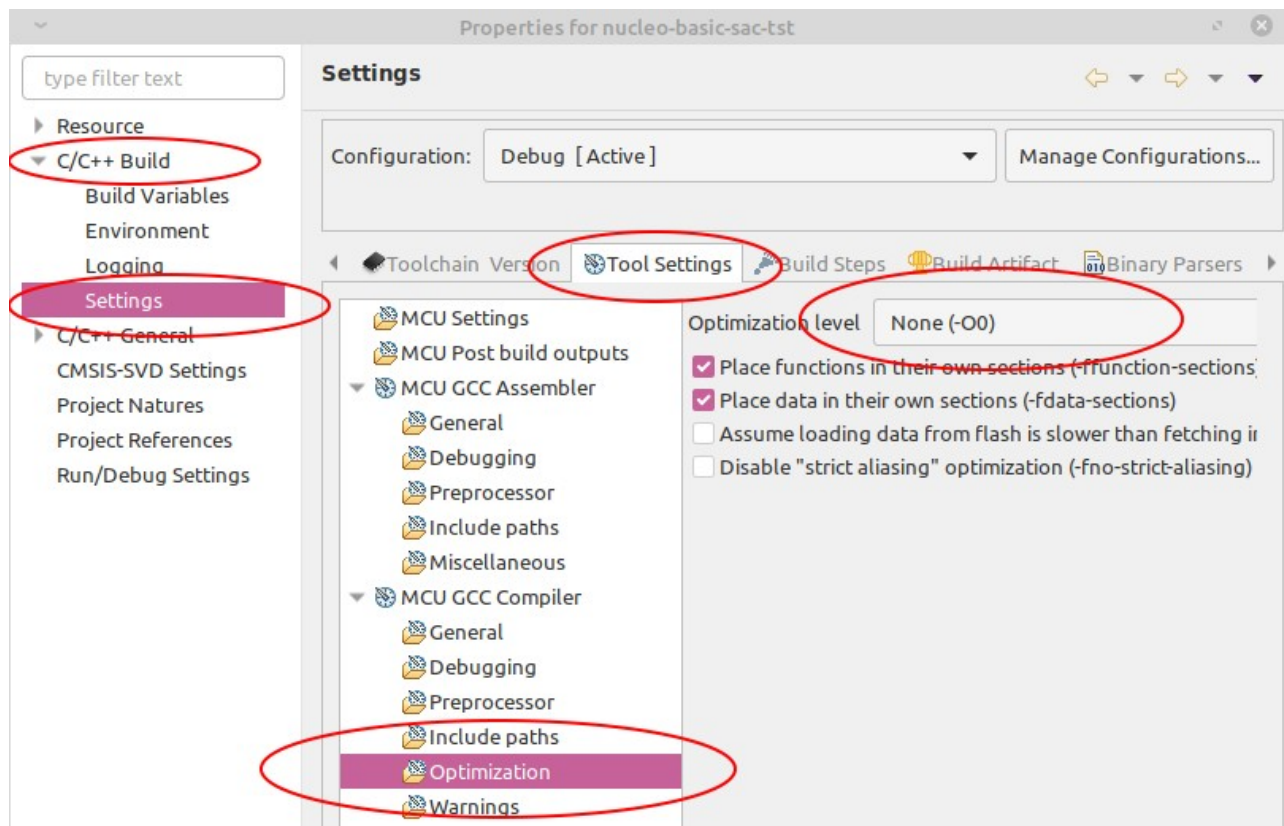 Properties for nucleo-basic-sac-tst
type filter text
Resource
C/C++ Build
Build Variables
Environment
Logging
Settings
C/C++ General
CMSIS-SVD Settings
Project Natures
Project References
Run/Debug Settings
Settings
Configuration:
Debug [Active]
Manage Configurations...
Toolchain Version
Tool Settings
Build Steps
Build Artifact
Binary Parsers
MCU Settings
MCU Post build outputs
MCU GCC Assembler
General
Debugging
Preprocessor
Include paths
Miscellaneous
MCU GCC Compiler
General
Debugging
Preprocessor
Include paths
Optimization
Warnings
Optimization level
None (-O0)
Place functions in their own sections (-ffunction-sections)
Place data in their own sections (-fdata-sections)
Assume loading data from flash is slower than fetching
Disable "strict aliasing" optimization (-fno-strict-aliasing)